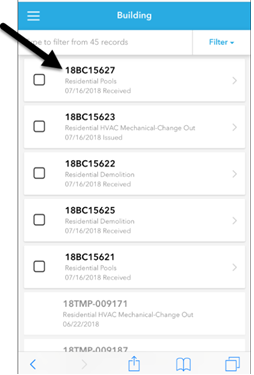 Building
to filter from 45 records
Filter
18BC15627
Residential Pools
07/16/2018 Received
18BC15623
Residential HVAC Mechanical-Change Out
07/16/2018 Issued
18BC15622
Residential Demolition
07/16/2018 Received
18BC15625
Residential Demolition
07/16/2018 Received
18BC15621
Residential Pools
07/16/2018 Received
18TMP-009171
Residential HVAC Mechanical-Change Out
06/22/2018
18TMP-009187